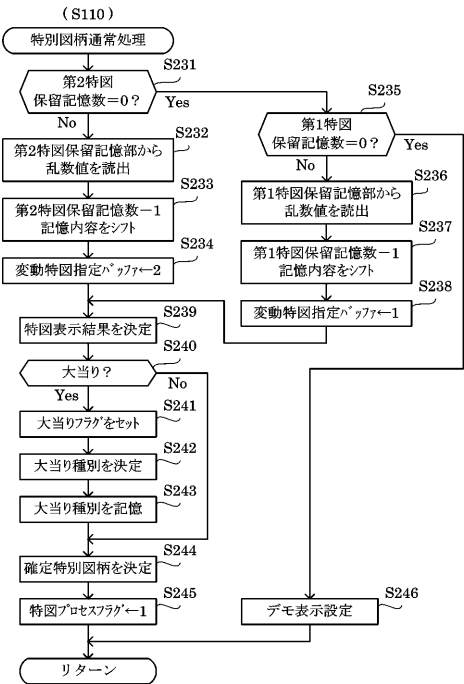 (S110)
特別図柄通常処理
S231
第2特図
保留記憶数=0?
Yes
No
S232
第2特図保留記憶部から
乱数値を読出
S233
第2特図保留記憶数−1
記憶内容をシフト
S234
変動特図指定ﾊﾞｯﾌｧ←2
S235
第1特図
保留記憶数=0?
Yes
No
S236
第1特図保留記憶部から
乱数値を読出
S237
第1特図保留記憶数−1
記憶内容をシフト
S238
変動特図指定ﾊﾞｯﾌｧ←1
S239
特図表示結果を決定
S240
大当り?
No
Yes
S241
大当りﾌﾗｸﾞをセット
S242
大当り種別を決定
S243
大当り種別を記憶
S244
確定特別図柄を決定
S245
特図プロセスﾌﾗｸﾞ←1
S246
デモ表示設定
リターン